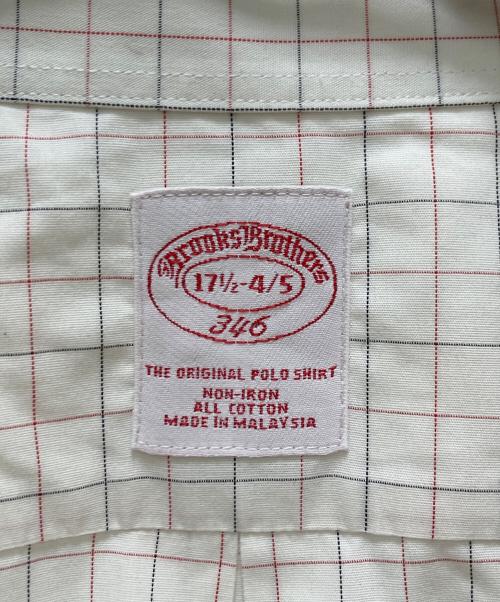 Brooks Brothers
17½-4/5
346
THE ORIGINAL POLO SHIRT
NON-IRON
ALL COTTON
MADE IN MALAYSIA